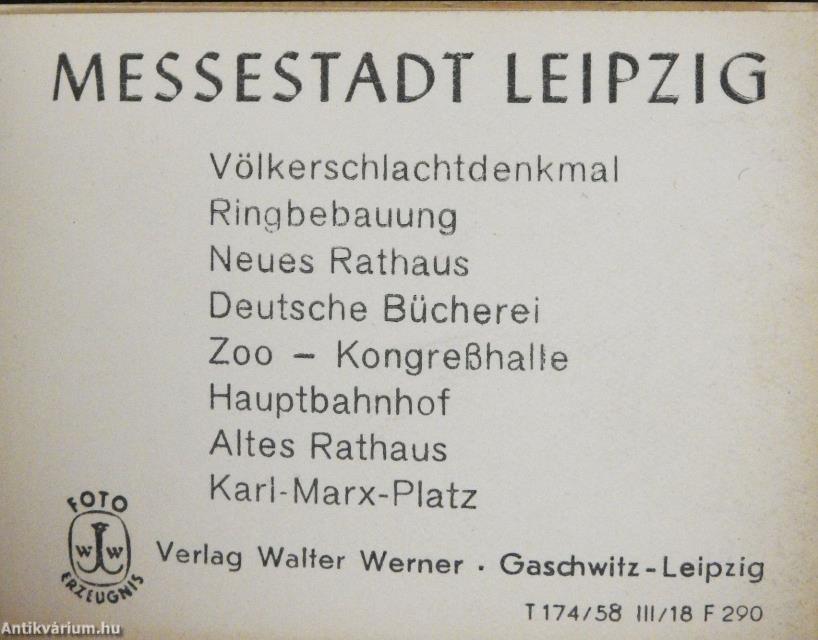 MESSESTADT LEIPZIG
Völkerschlachtdenkmal
Ringbebauung
Neues Rathaus
Deutsche Bücherei
Zoo – Kongreßhalle
Hauptbahnhof
Altes Rathaus
Karl-Marx-Platz
FOTO
W W
ERZEUGNIS
Verlag Walter Werner · Gaschwitz-Leipzig
T 174/58 III/18 F 290
Antikvárium.hu